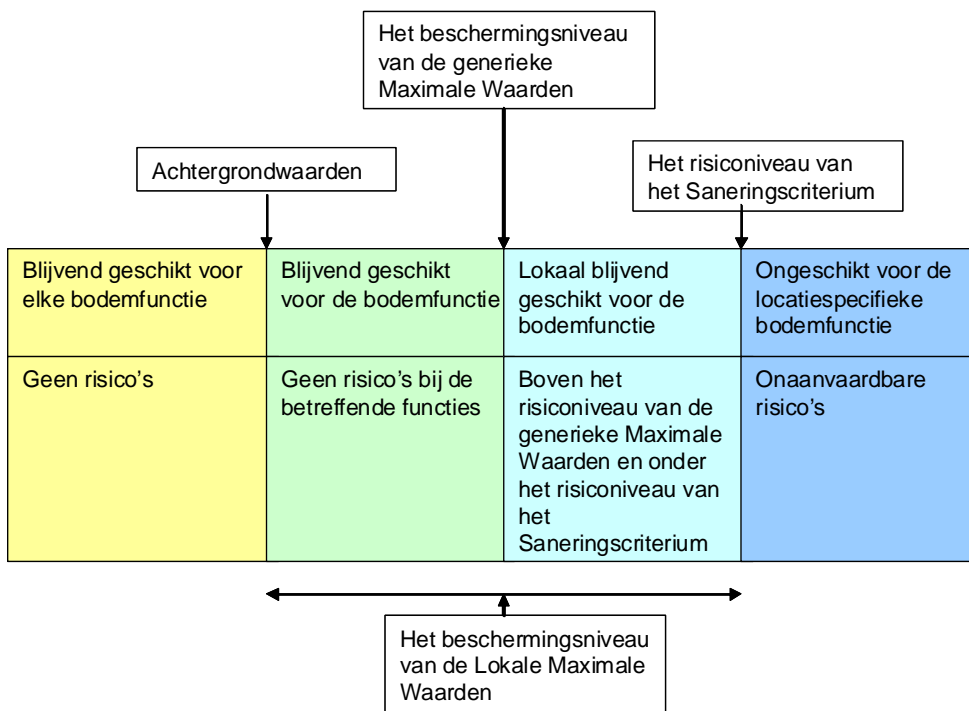 Het beschermingsniveau
van de generieke
Maximale Waarden
Achtergrondwaarden
Het risiconiveau van
het Saneringscriterium
Blijvend geschikt voor
elke bodemfunctie
Blijvend geschikt
voor de bodemfunctie
Lokaal blijvend
geschikt voor de
bodemfunctie
Ongeschikt voor de
locatiespecifieke
bodemfunctie
Geen risico’s
Geen risico’s bij de
betreffende functies
Boven het
risiconiveau van de
generieke Maximale
Waarden en onder
het risiconiveau van
het
Saneringscriterium
Onaanvaardbare
risico’s
Het beschermingsniveau
van de Lokale Maximale
Waarden